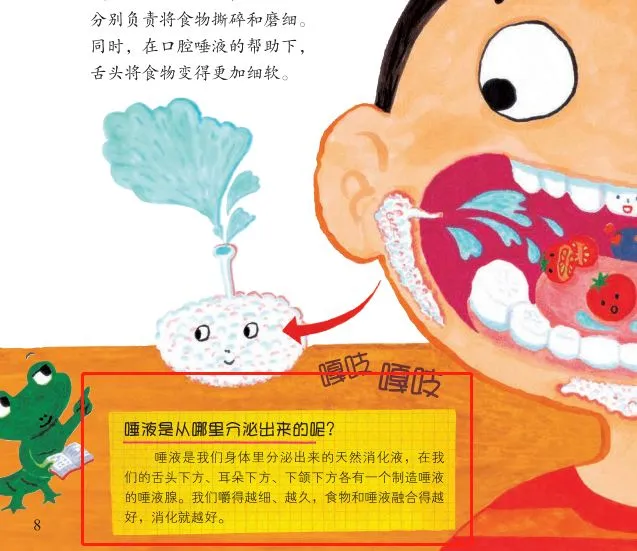 分别负责将食物撕碎和磨细。
同时，在口腔唾液的帮助下，
舌头将食物变得更加细软。
嘎吱 嘎吱
唾液是从哪里分泌出来的呢？
唾液是我们身体里分泌出来的天然消化液，在我
们的舌头下方、耳朵下方、下颌下方各有一个制造唾液
的唾液腺。我们嚼得越细、越久，食物和唾液融合得越
好，消化就越好。
8